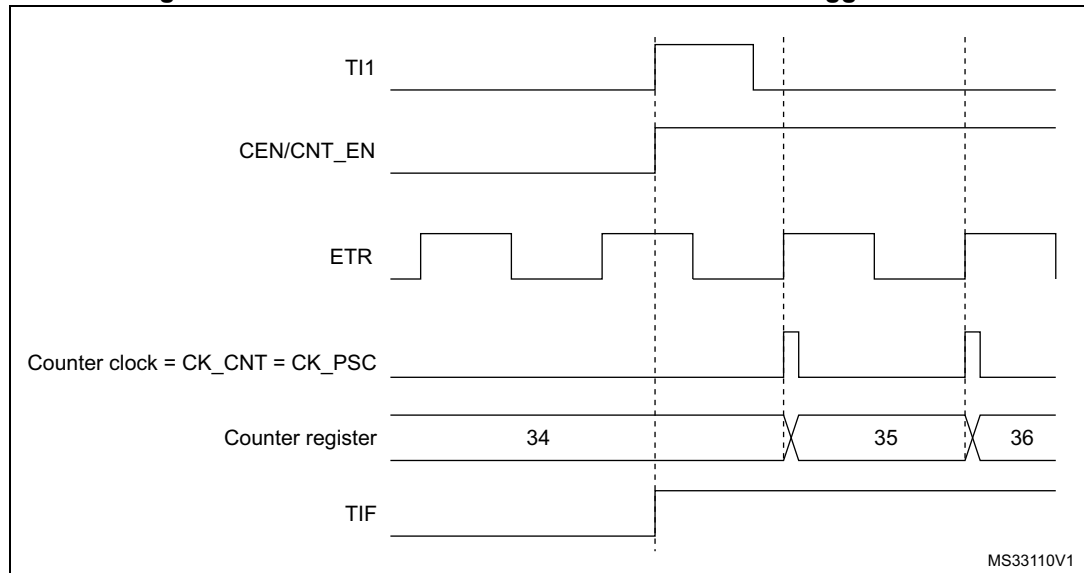 TI1
CEN/CNT_EN
ETR
Counter clock = CK_CNT = CK_PSC
Counter register 34 35 36
TIF
MS33110V1